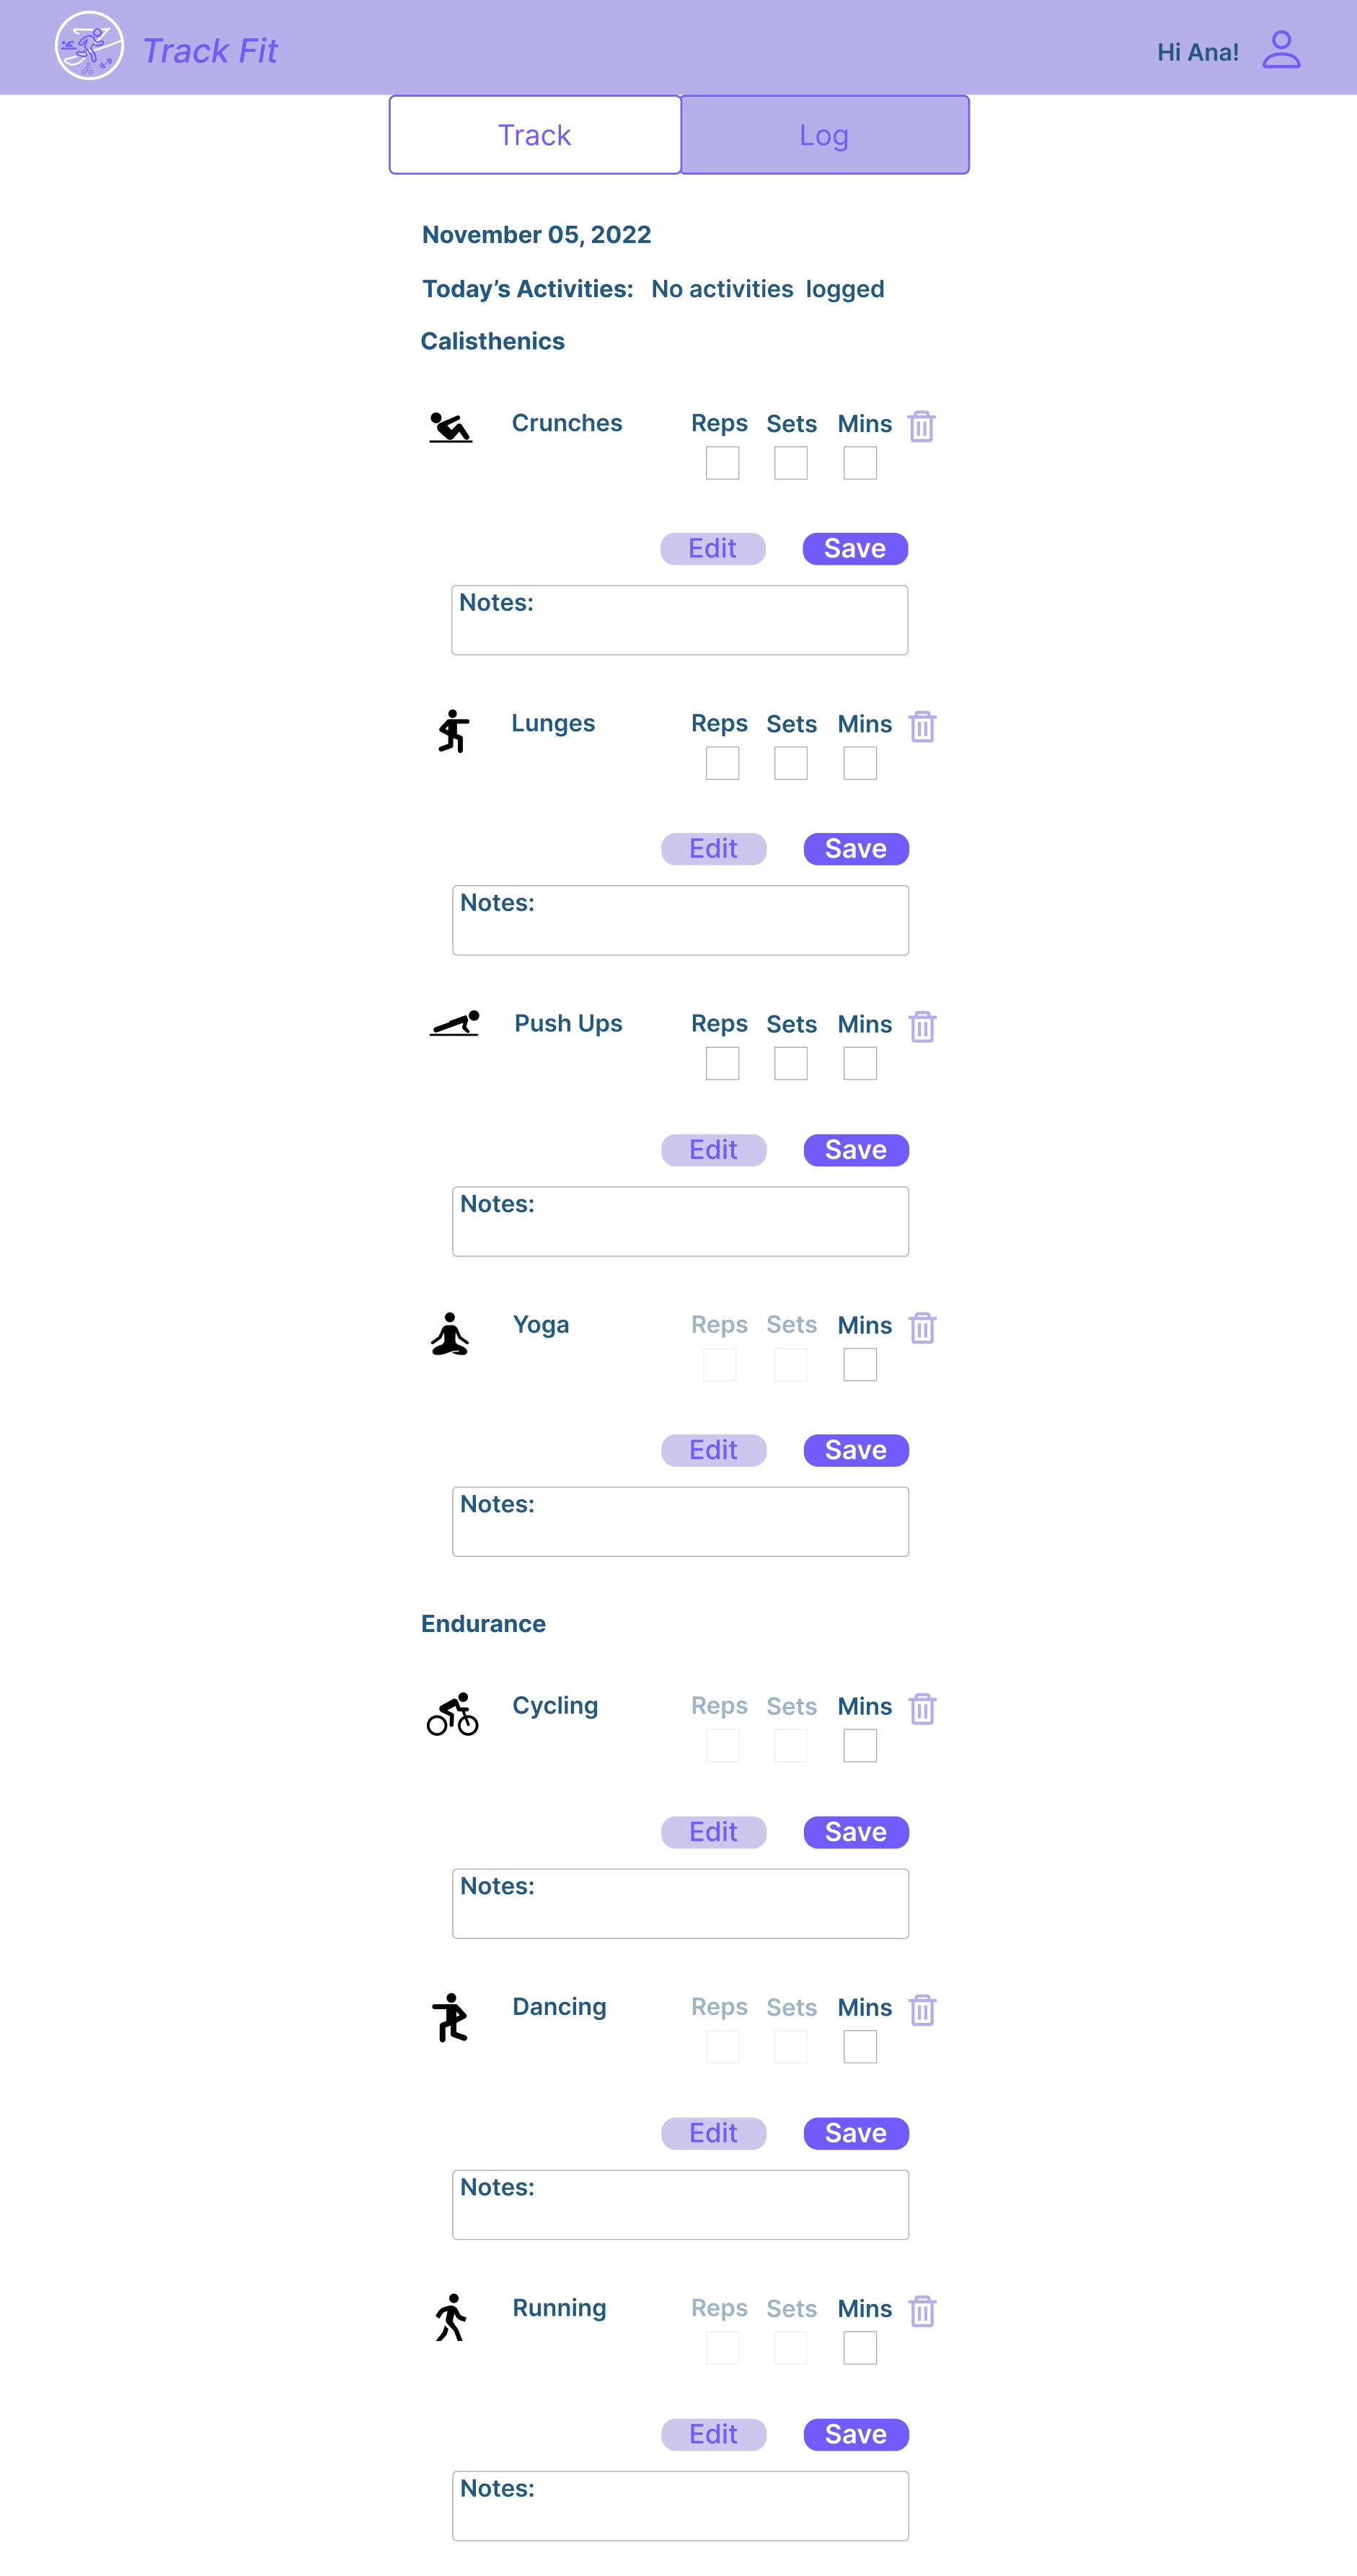 Track Fit
Hi Ana!
Track Log
November 05, 2022
Today’s Activities: No activities logged
Calisthenics
Crunches Reps Sets Mins
Edit Save
Notes:
Lunges Reps Sets Mins
Edit Save
Notes:
Push Ups Reps Sets Mins
Edit Save
Notes:
Yoga Reps Sets Mins
Edit Save
Notes:
Endurance
Cycling Reps Sets Mins
Edit Save
Notes:
Dancing Reps Sets Mins
Edit Save
Notes:
Running Reps Sets Mins
Edit Save
Notes: